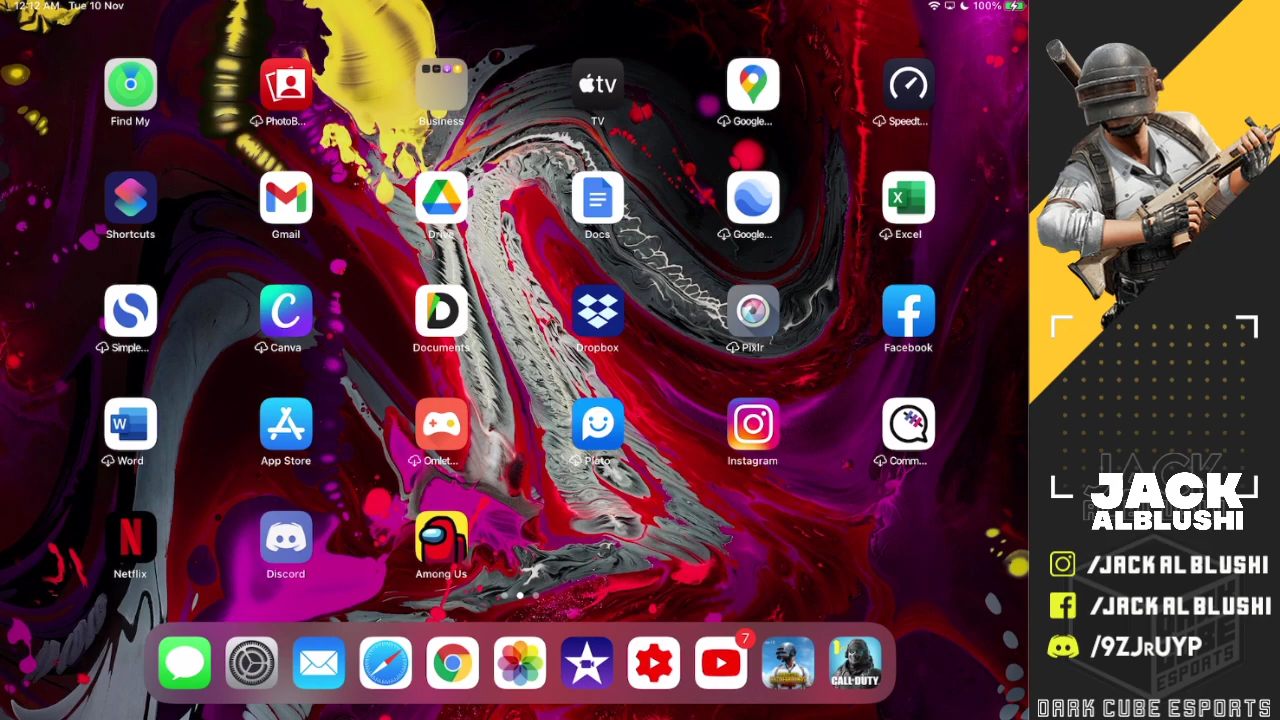 12:12 AM Tue 10 Nov
100%
tv
Find My
PhotoB...
Business
TV
Google...
Speedt...
Shortcuts
Gmail
Drive
Docs
Google...
Excel
Simple...
Canva
Documents
Dropbox
Pixlr
Facebook
Word
App Store
Omlet...
Plato
Instagram
Comm...
Netflix
Discord
Among Us
7
CALL·DUTY
JACK
ALBLUSHI
/JACK AL BLUSHI
/JACK AL BLUSHI
/9ZJRUYP
DARK CUBE ESPORTS